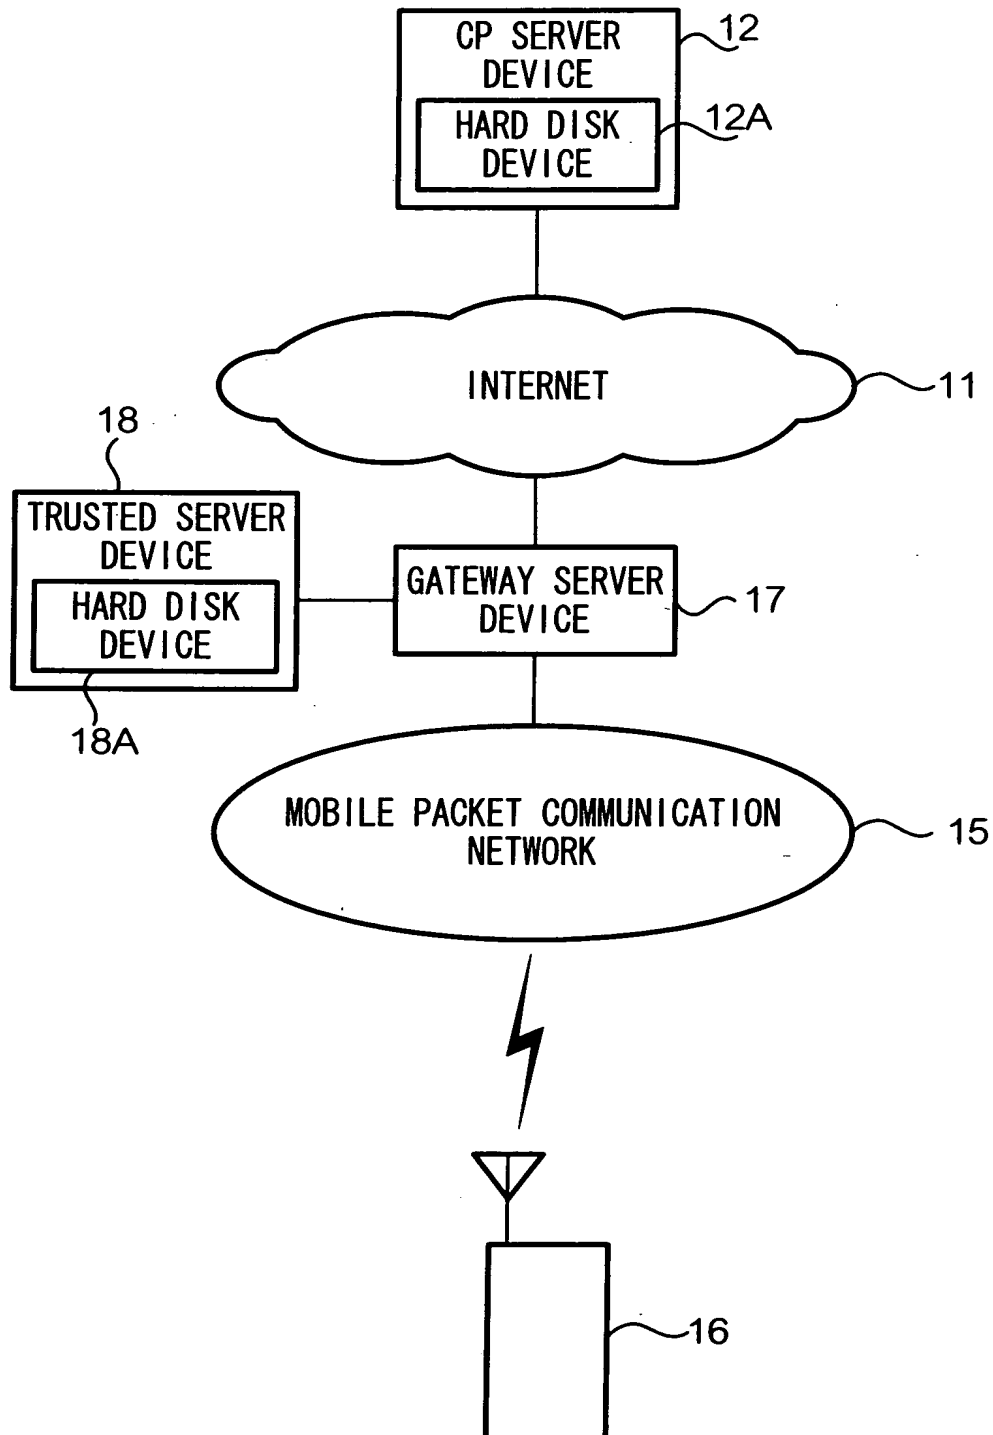 CP SERVER
DEVICE
12
HARD DISK
DEVICE
12A
INTERNET
11
18
TRUSTED SERVER
DEVICE
HARD DISK
DEVICE
18A
GATEWAY SERVER
DEVICE
17
MOBILE PACKET COMMUNICATION
NETWORK
15
16